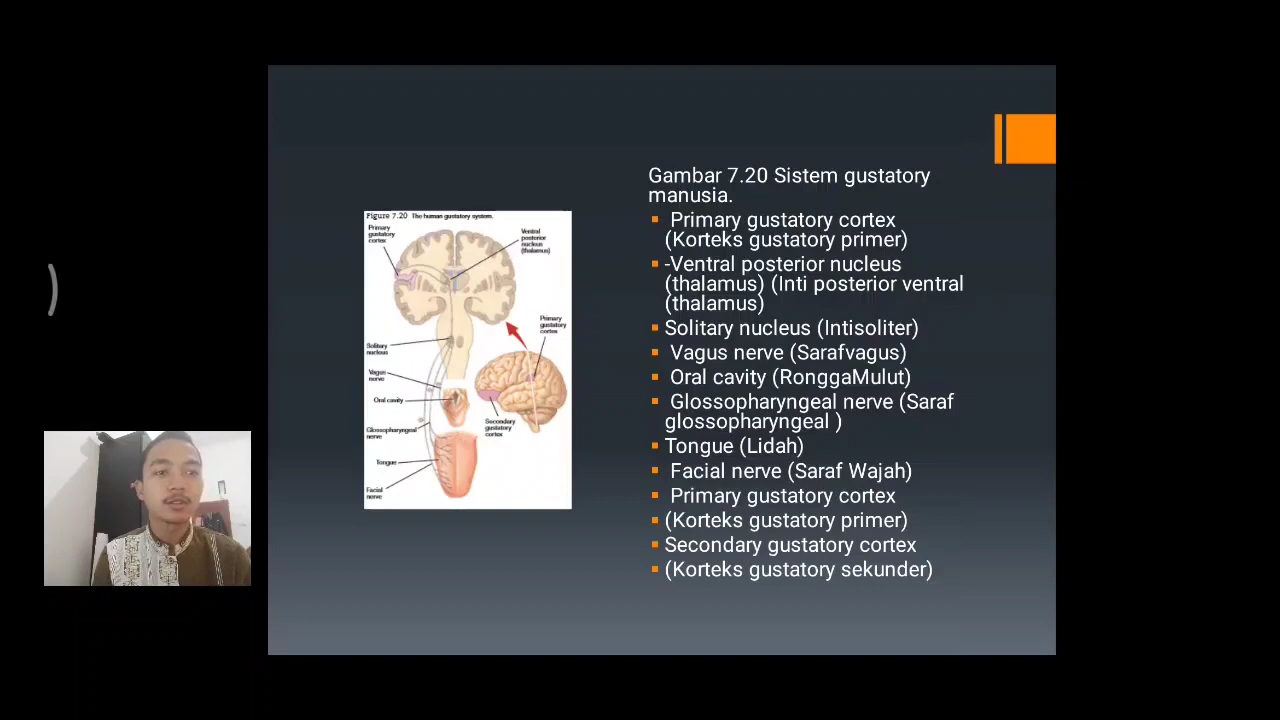 Figure 7.20 The human gustatory system.
Primary
gustatory
cortex
Ventral
posterior
nucleus
(thalamus)
Primary
gustatory
cortex
Solitary
nucleus
Vagus
nerve
Oral cavity
Secondary
gustatory
cortex
Glossopharyngeal
nerve
Tongue
Facial
nerve
Gambar 7.20 Sistem gustatory
manusia.
Primary gustatory cortex
(Korteks gustatory primer)
-Ventral posterior nucleus
(thalamus) (Inti posterior ventral
(thalamus)
Solitary nucleus (Intisoliter)
Vagus nerve (Sarafvagus)
Oral cavity (RonggaMulut)
Glossopharyngeal nerve (Saraf
glossopharyngeal )
Tongue (Lidah)
Facial nerve (Saraf Wajah)
Primary gustatory cortex
(Korteks gustatory primer)
Secondary gustatory cortex
(Korteks gustatory sekunder)